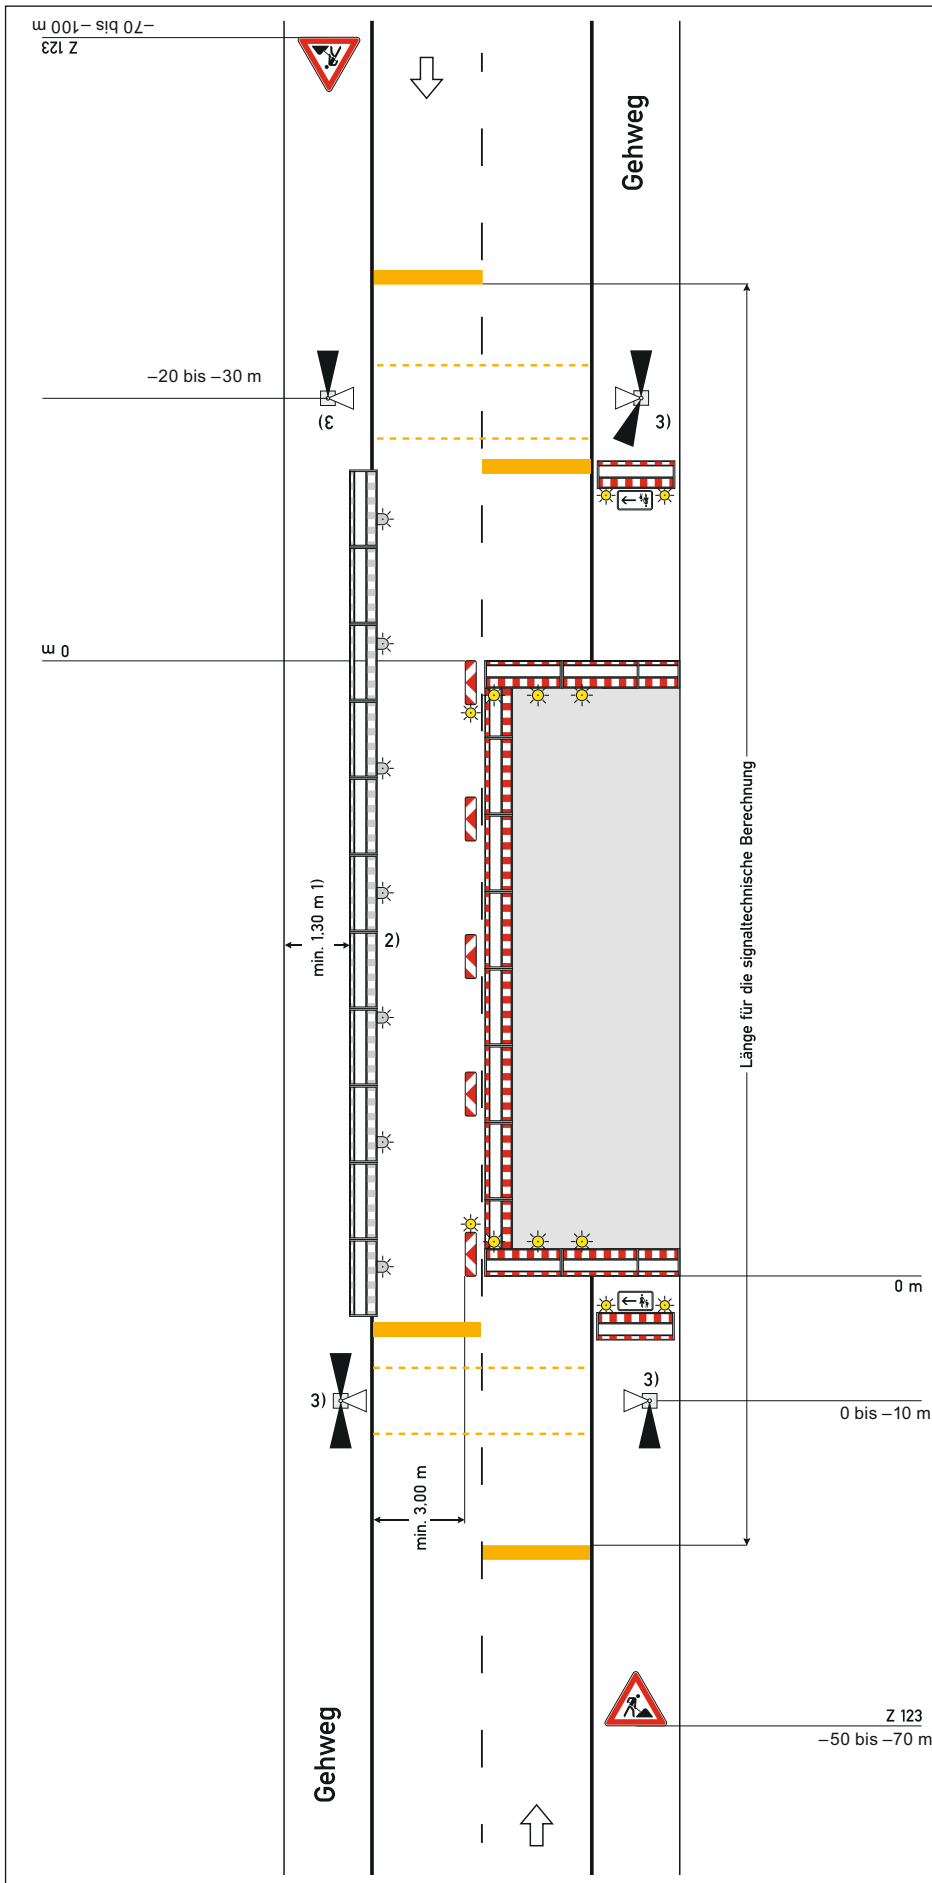 –70 bis –100 m
Z 123
Gehweg
–20 bis –30 m
3)
3)
0 m
Länge für die signaltechnische Berechnung
min. 1,30 m 1)
2)
0 m
3)
3)
0 bis –10 m
min. 3,00 m
Gehweg
Z 123
–50 bis –70 m